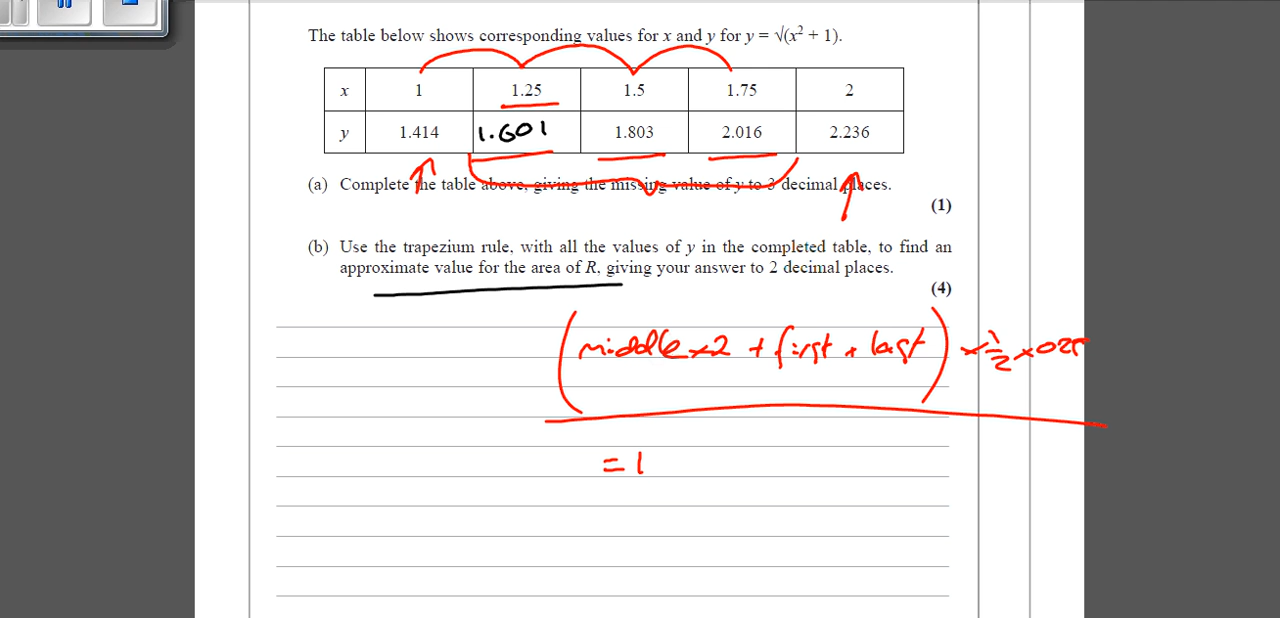 The table below shows corresponding values for x and y for y = √(x² + 1).
x 1 1.25 1.5 1.75 2
y 1.414 1.601 1.803 2.016 2.236
(a) Complete the table above, giving the missing value of y to 3 decimal places.
(1)
(b) Use the trapezium rule, with all the values of y in the completed table, to find an
approximate value for the area of R, giving your answer to 2 decimal places.
(4)
(middle x2 + first + last) x 1/2 x 025
= 1